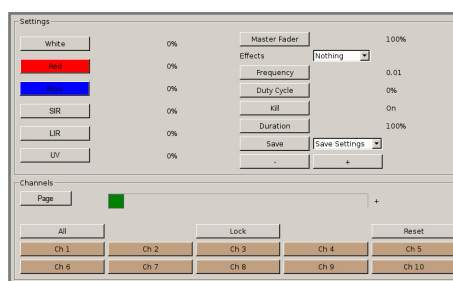 Settings
White 0% Master Fader 100%
Effects Nothing
Red 0%
Frequency 0.01
Blue 0% Duty Cycle 0%
SIR 0% Kill On
LIR 0% Duration 100%
Save Save Settings
UV 0%
- +
Channels
Page +
All Lock Reset
Ch 1 Ch 2 Ch 3 Ch 4 Ch 5
Ch 6 Ch 7 Ch 8 Ch 9 Ch 10